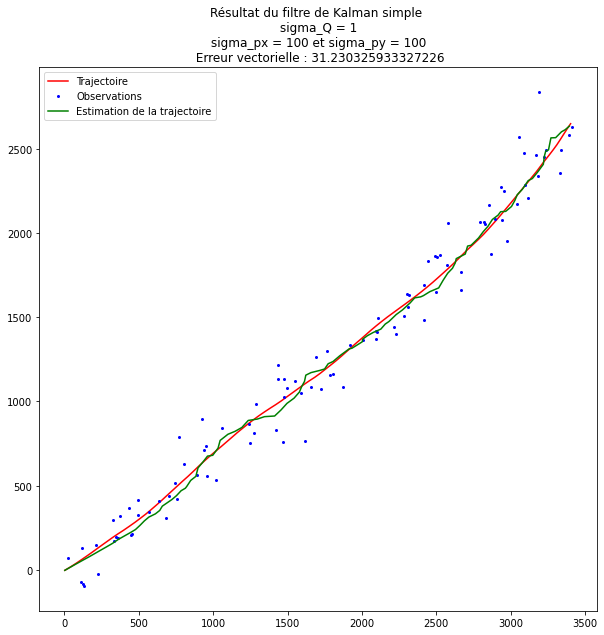 Résultat du filtre de Kalman simple
sigma_Q = 1
sigma_px = 100 et sigma_py = 100
Erreur vectorielle : 31.230325933327226
Trajectoire
Observations
Estimation de la trajectoire
2500
2000
1500
1000
500
0
0 500 1000 1500 2000 2500 3000 3500